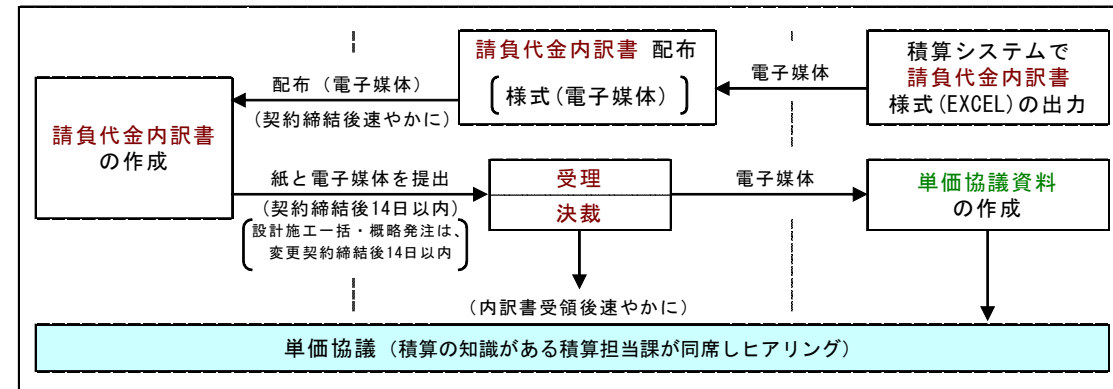 請負代金内訳書 配布
様式(電子媒体)
電子媒体
積算システムで
請負代金内訳書
様式(EXCEL)の出力
配布（電子媒体）
(契約締結後速やかに)
請負代金内訳書
の作成
紙と電子媒体を提出
(契約締結後14日以内)
設計施工一括・概略発注は、
変更契約締結後14日以内
受理
決裁
電子媒体
単価協議資料
の作成
(内訳書受領後速やかに)
単価協議（積算の知識がある積算担当課が同席しヒアリング）